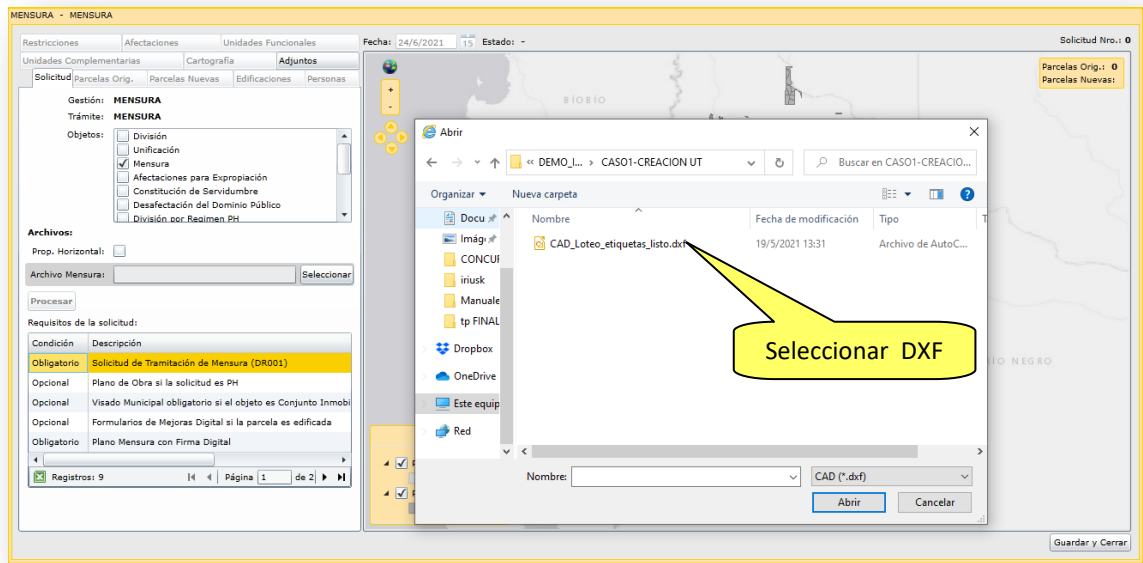 MENSURA - MENSURA
Restricciones Afectaciones Unidades Funcionales
Unidades Complementarias Cartografía Adjuntos
Solicitud Parcelas Orig. Parcelas Nuevas Edificaciones Personas
Gestión: MENSURA
Trámite: MENSURA
Objetos:
División
Unificación
Mensura
Afectaciones para Expropiación
Constitución de Servidumbre
Desafectación del Dominio Público
División por Regimen PH
Archivos:
Prop. Horizontal:
Archivo Mensura: Seleccionar
Procesar
Requisitos de la solicitud:
Condición Descripción
Obligatorio Solicitud de Tramitación de Mensura (DR001)
Opcional Plano de Obra si la solicitud es PH
Opcional Visado Municipal obligatorio si el objeto es Conjunto Inmobi
Opcional Formularios de Mejoras Digital si la parcela es edificada
Obligatorio Plano Mensura con Firma Digital
Registros: 9 Página 1 de 2
Fecha: 24/6/2021 15 Estado: - Solicitud Nro.: 0
Parcelas Orig.: 0
Parcelas Nuevas:
+
-
BÍOBÍO
Abrir
« DEMO_I... › CASO1-CREACION UT Buscar en CASO1-CREACIO...
Organizar Nueva carpeta
Nombre Fecha de modificación Tipo
CAD_Loteo_etiquetas_listo.dxf 19/5/2021 13:31 Archivo de AutoC...
Docu
Imág
CONCUR
iriusk
Manuale
tp FINAL
Dropbox
OneDrive
Este equip
Red
Seleccionar DXF
Nombre: CAD (*.dxf)
Abrir Cancelar
ÍO NEGRO
Guardar y Cerrar